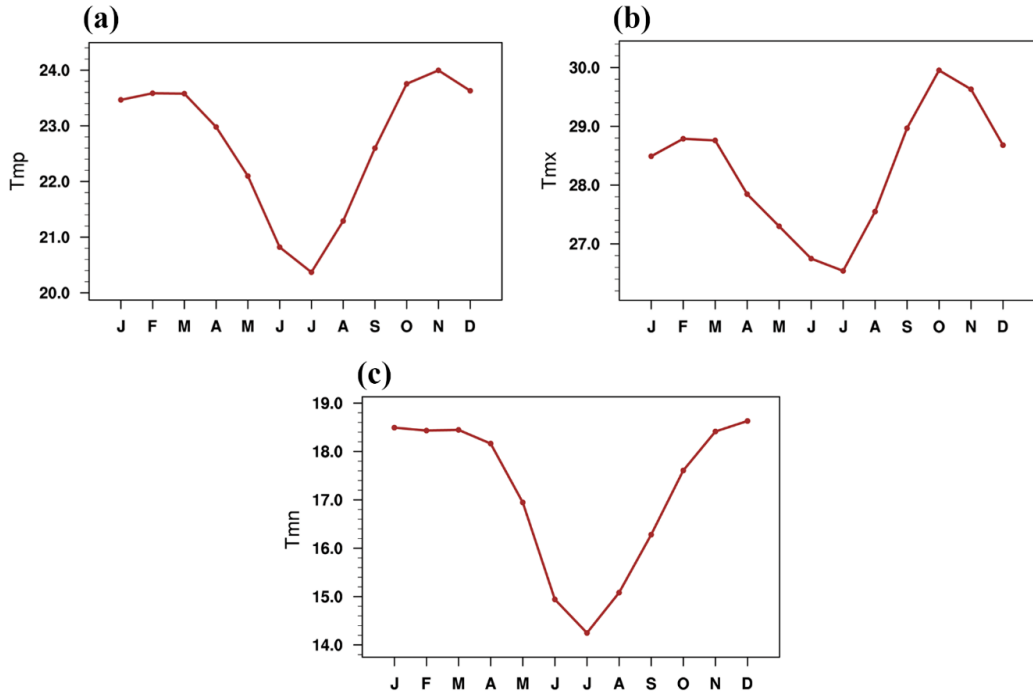 (a)
Tmp
24.0
23.0
22.0
21.0
20.0
J F M A M J J A S O N D
(b)
Tmx
30.0
29.0
28.0
27.0
J F M A M J J A S O N D
(c)
Tmn
19.0
18.0
17.0
16.0
15.0
14.0
J F M A M J J A S O N D